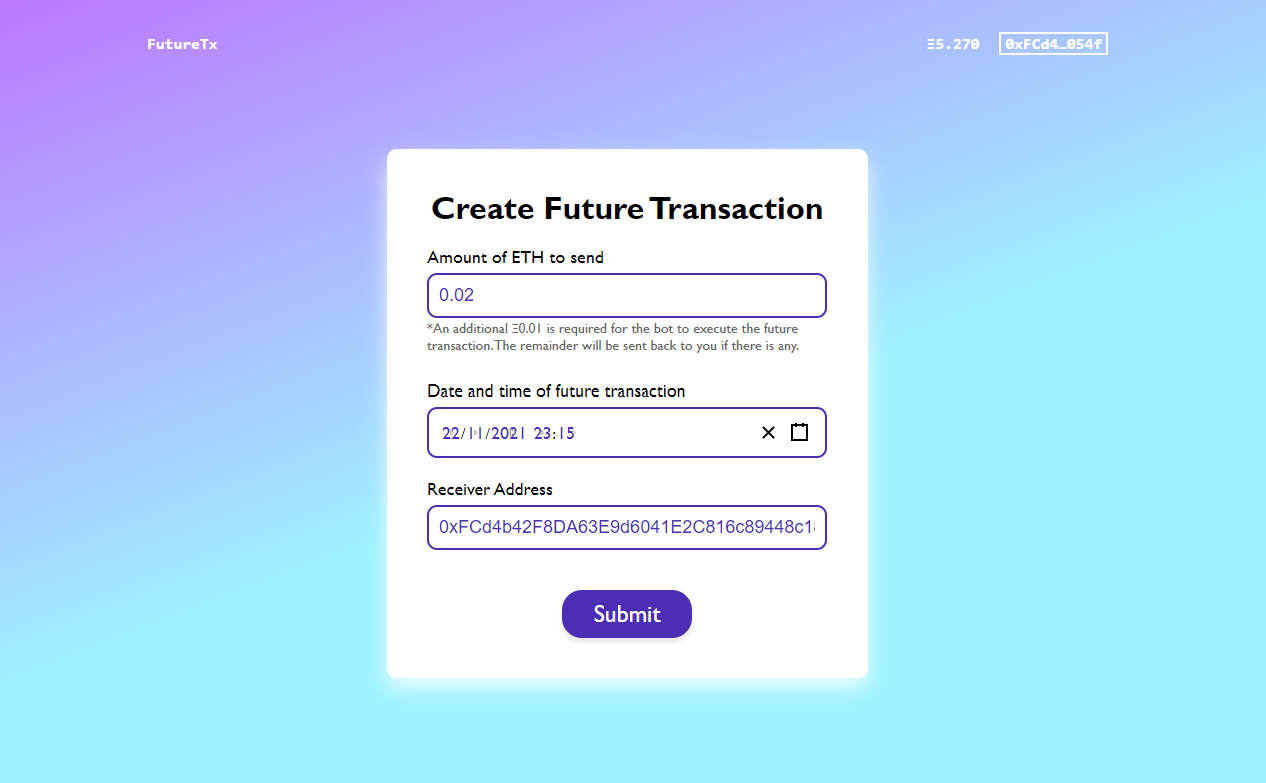 FutureTx
Ξ5.270 0xFCd4…054f
Create Future Transaction
Amount of ETH to send
0.02
*An additional Ξ0.01 is required for the bot to execute the future
transaction. The remainder will be sent back to you if there is any.
Date and time of future transaction
22/11/2021 23:15
Receiver Address
0xFCd4b42F8DA63E9d6041E2C816c89448c18
Submit